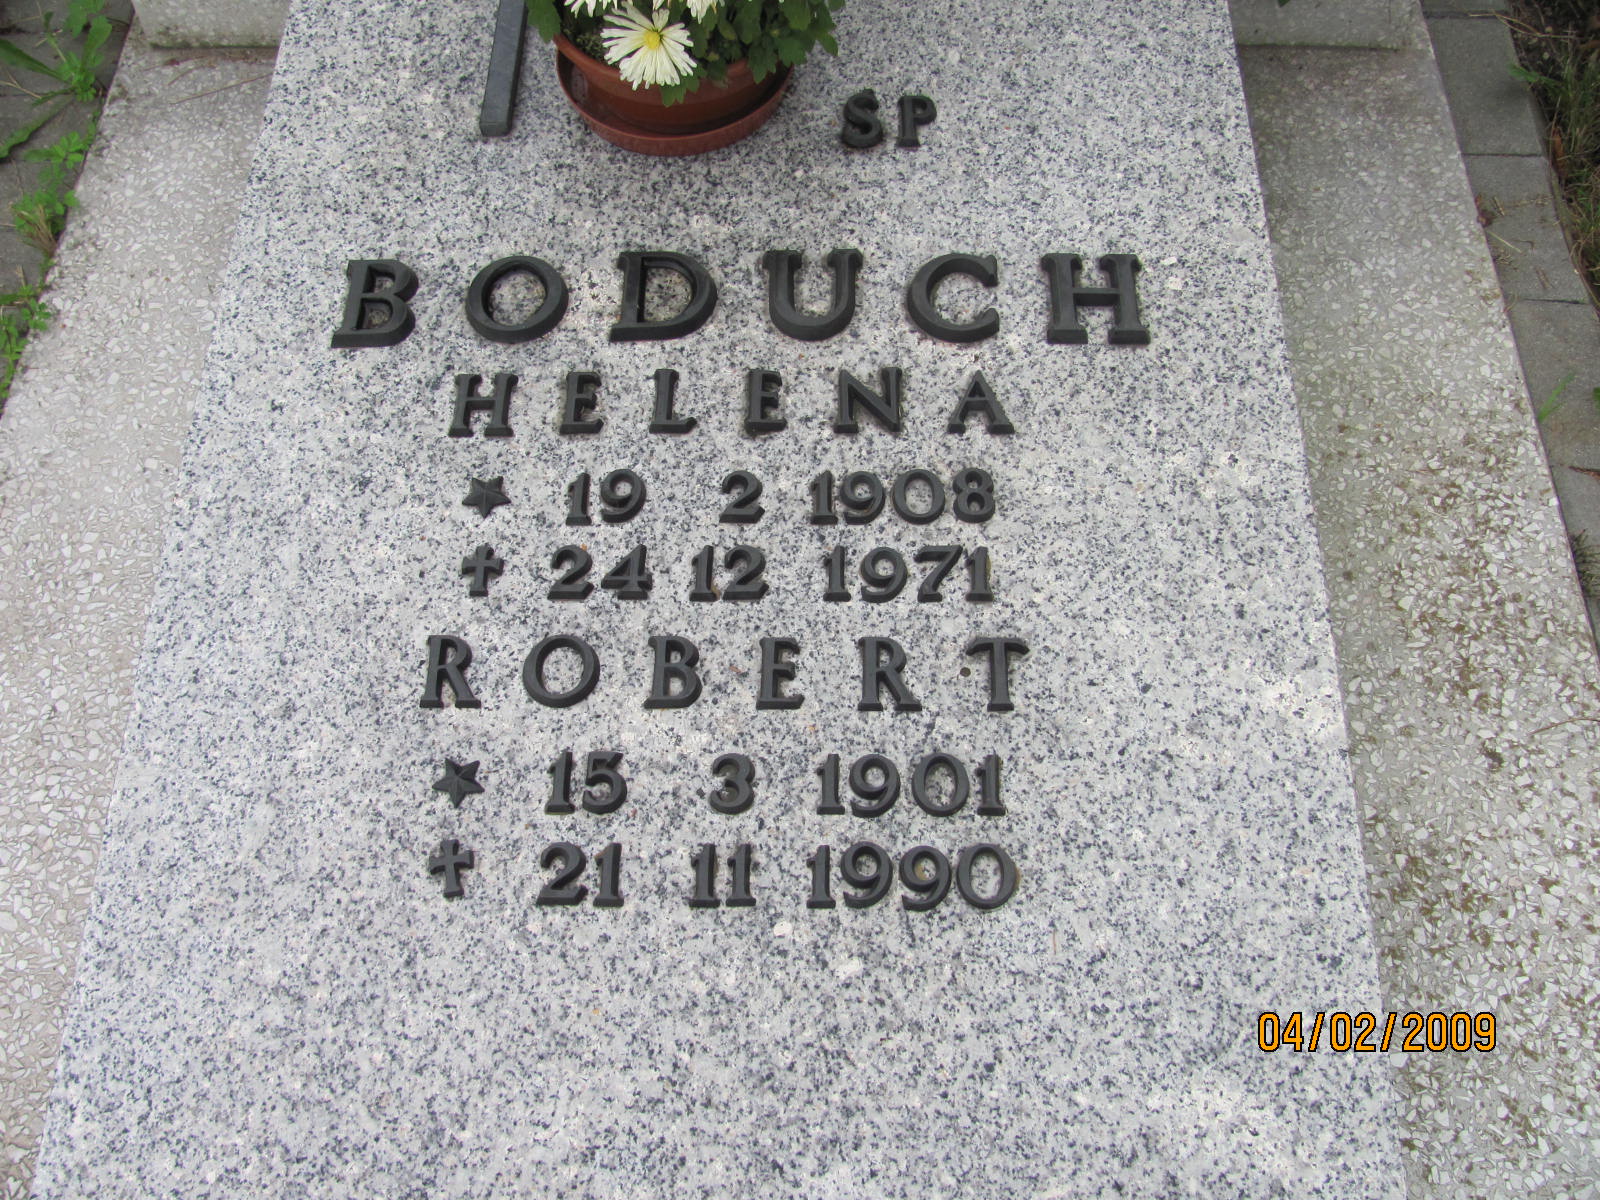 SP
BODUCH
HELENA
★ 19 2 1908
✝ 24 12 1971
ROBERT
★ 15 3 1901
✝ 21 11 1990
04/02/2009